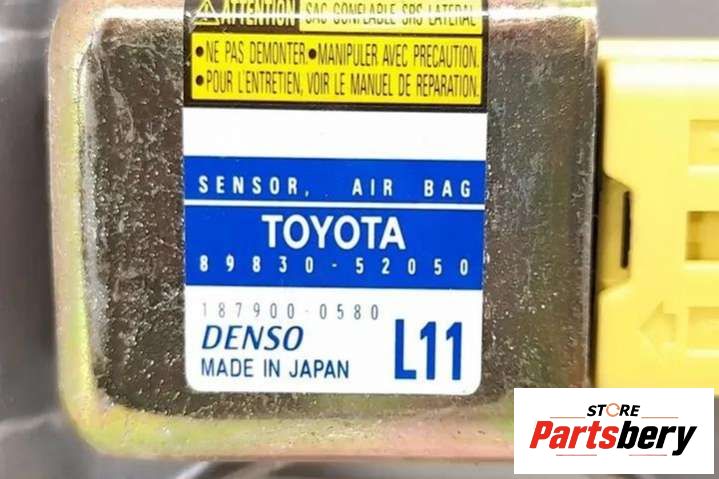 ATTENTION SAC GONFLABLE SRS LATERAL
•NE PAS DEMONTER.•MANIPULER AVEC PRECAUTION.
•POUR L'ENTRETIEN, VOIR LE MANUEL DE REPARATION.
SENSOR, AIR BAG
TOYOTA
89830-52050
187900-0580
DENSO L11
MADE IN JAPAN
STORE
Partsbery